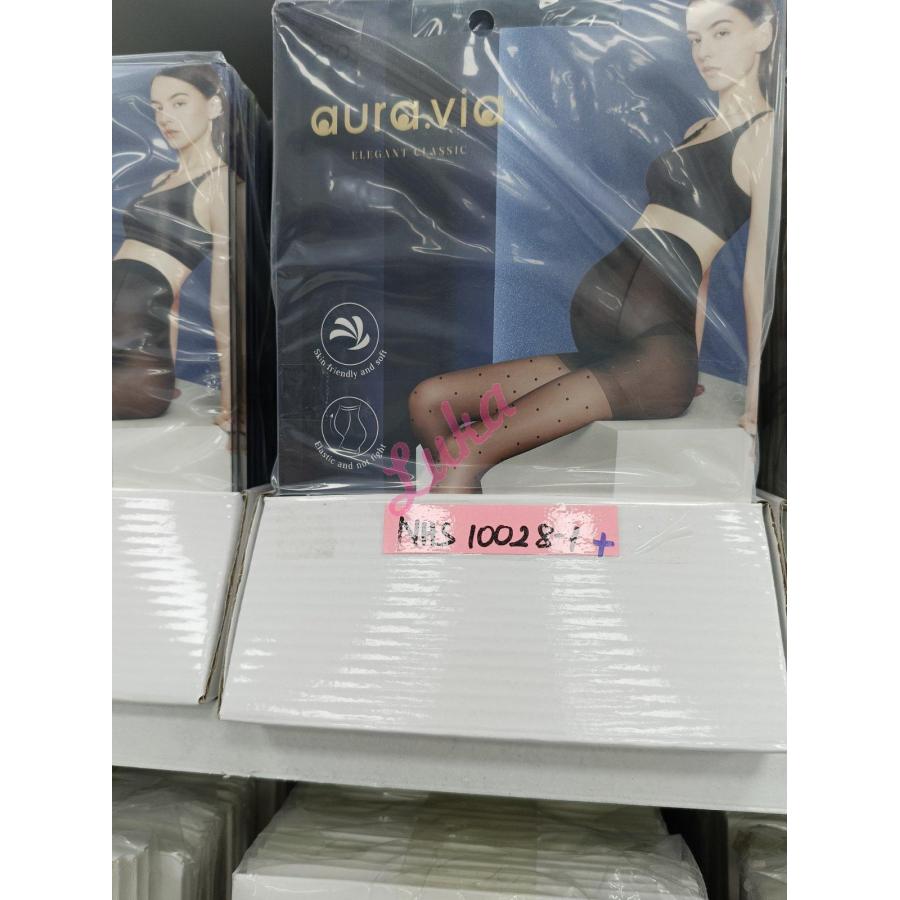 aura.via
ELEGANT CLASSIC
Skin friendly and soft
Elastic and not tight
Luka
NHS 10028-1 +